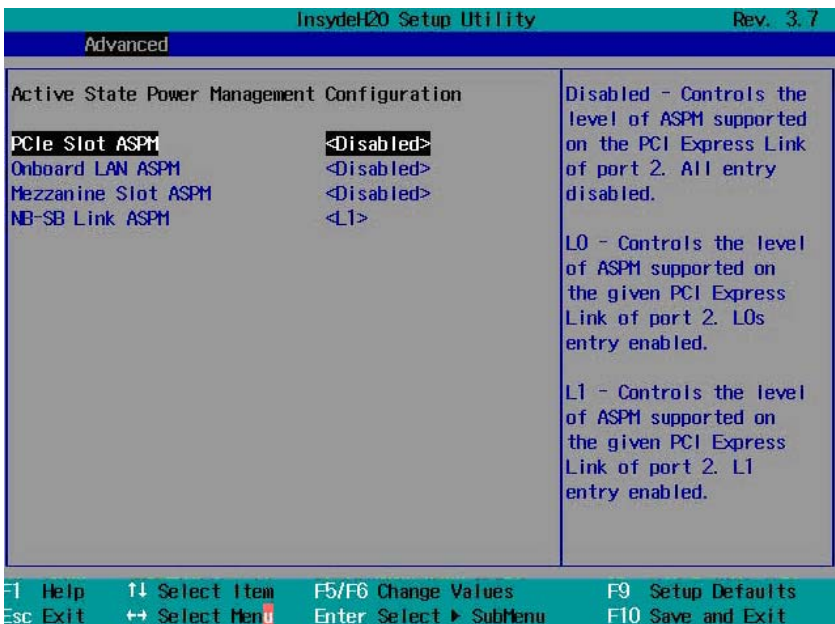 InsydeH20 Setup Utility Rev. 3.7
Advanced
Active State Power Management Configuration
PCIe Slot ASPM <Disabled>
Onboard LAN ASPM <Disabled>
Mezzanine Slot ASPM <Disabled>
NB-SB Link ASPM <L1>
Disabled - Controls the
level of ASPM supported
on the PCI Express Link
of port 2. All entry
disabled.
L0 - Controls the level
of ASPM supported on
the given PCI Express
Link of port 2. L0s
entry enabled.
L1 - Controls the level
of ASPM supported on
the given PCI Express
Link of port 2. L1
entry enabled.
F1 Help ↑↓ Select Item F5/F6 Change Values F9 Setup Defaults
Esc Exit ↔ Select Menu Enter Select ▶ SubMenu F10 Save and Exit